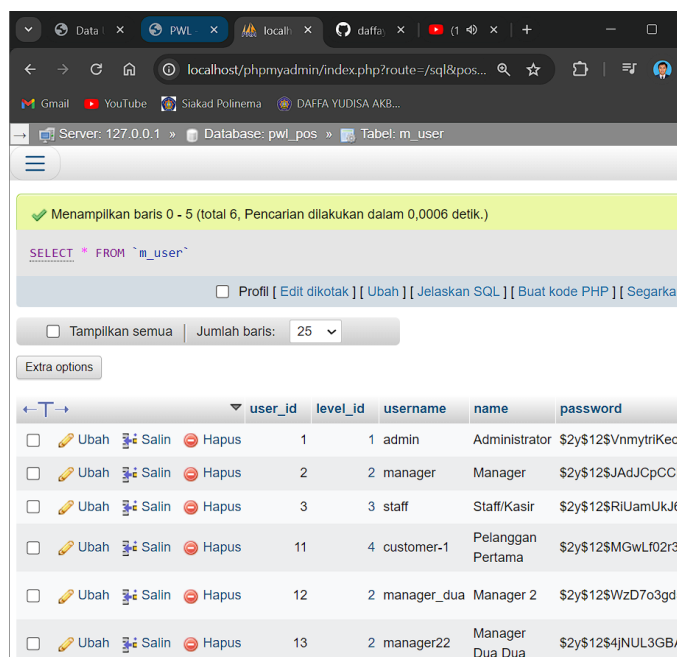 Data
PWL -
localh
daffay
(1
localhost/phpmyadmin/index.php?route=/sql&pos...
Gmail YouTube Siakad Polinema DAFFA YUDISA AKB...
Server: 127.0.0.1 » Database: pwl_pos » Tabel: m_user
Menampilkan baris 0 - 5 (total 6, Pencarian dilakukan dalam 0,0006 detik.)
SELECT * FROM `m_user`
Profil [ Edit dikotak ] [ Ubah ] [ Jelaskan SQL ] [ Buat kode PHP ] [ Segarka
Tampilkan semua | Jumlah baris: 25
Extra options
←T→ user_id level_id username name password
Ubah Salin Hapus 1 1 admin Administrator $2y$12$VnmytriKec
Ubah Salin Hapus 2 2 manager Manager $2y$12$JAdJCpCC
Ubah Salin Hapus 3 3 staff Staff/Kasir $2y$12$RiUamUkJ6
Ubah Salin Hapus 11 4 customer-1 Pelanggan Pertama $2y$12$MGwLf02r3
Ubah Salin Hapus 12 2 manager_dua Manager 2 $2y$12$WzD7o3gd
Ubah Salin Hapus 13 2 manager22 Manager Dua Dua $2y$12$4jNUL3GBA